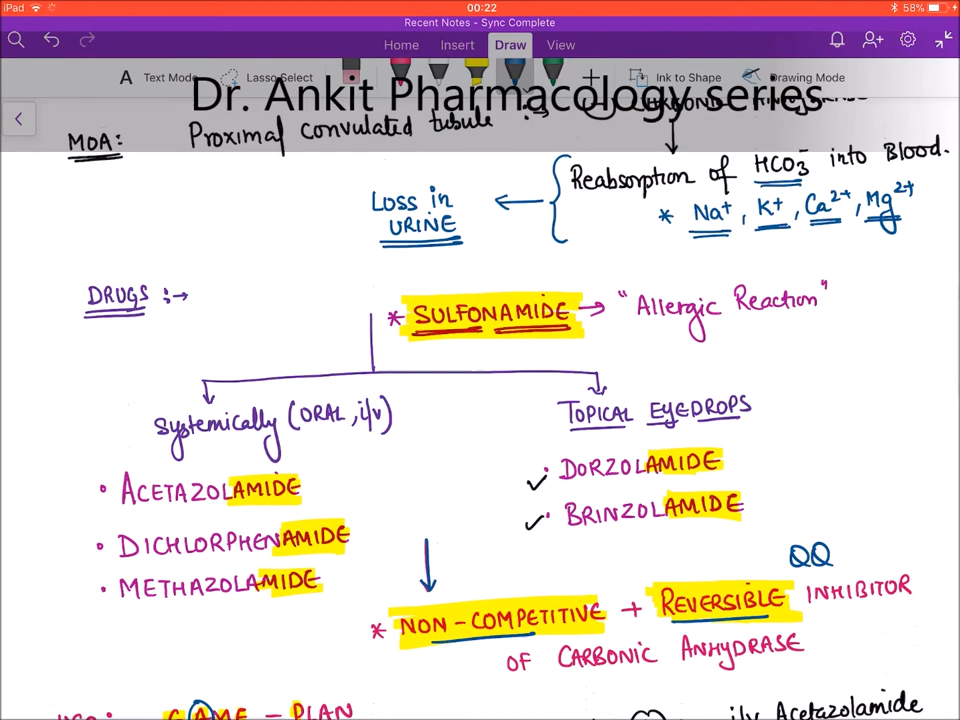 iPad 00:22 58%
Recent Notes - Sync Complete
Home Insert Draw View
A Text Mode Lasso Select Ink to Shape Drawing Mode
Dr. Ankit Pharmacology series
MOA: Proximal convulated tubule :→ (-)
Reabsorption of HCO3- into Blood.
Loss in
URINE
* Na+, K+, Ca2+, Mg2+
DRUGS :→
* SULFONAMIDE → "Allergic Reaction"
Systemically (ORAL, i/v)
TOPICAL EYEDROPS
• ACETAZOLAMIDE
• DICHLORPHENAMIDE
• METHAZOLAMIDE
• DORZOLAMIDE
• BRINZOLAMIDE
QQ
* NON-COMPETITIVE + REVERSIBLE INHIBITOR
OF CARBONIC ANHYDRASE
GAME - PLAN
i/v Acetazolamide